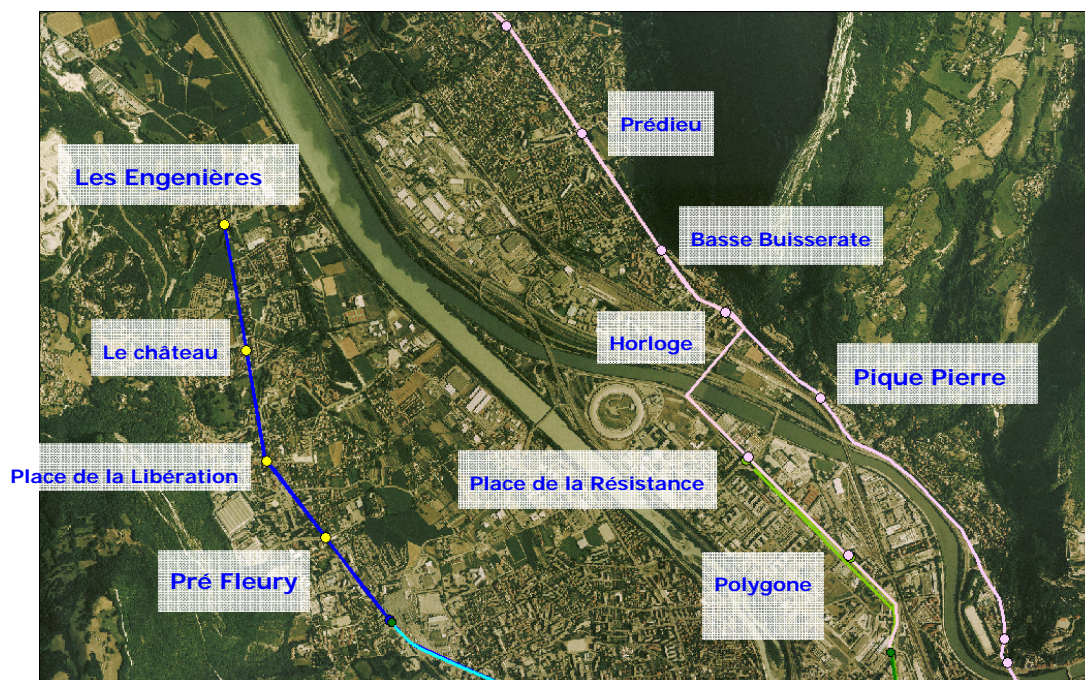 Prédieu
Les Engenières
Basse Buisserate
Horloge
Le château
Pique Pierre
Place de la Libération
Place de la Résistance
Pré Fleury
Polygone